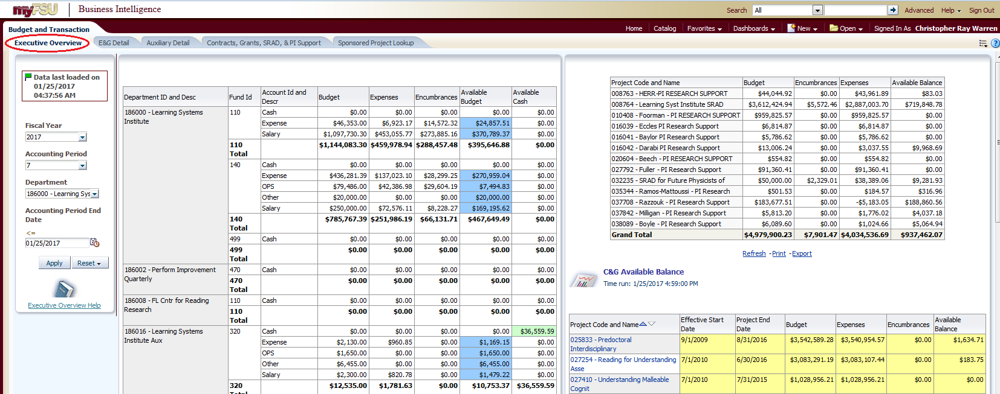 myFSU Business Intelligence
Search All Advanced Help Sign Out
Budget and Transaction
Home Catalog Favorites Dashboards New Open Signed In As Christopher Ray Warren
Executive Overview E&G Detail Auxiliary Detail Contracts, Grants, SRAD, & PI Support Sponsored Project Lookup
Data last loaded on
01/25/2017
04:37:56 AM
Fiscal Year
2017
Accounting Period
7
Department
186000 - Learning Sys
Accounting Period End
Date
<=
01/25/2017
Apply Reset
Executive Overview Help
Department ID and Desc Fund Id Account Id and Descr Budget Expenses Encumbrances Available Budget Available Cash
186000 - Learning Systems Institute 110 Cash $0.00 $0.00 $0.00 $0.00 $0.00
Expense $46,353.00 $6,923.17 $14,572.32 $24,857.51 $0.00
Salary $1,097,730.30 $453,055.77 $273,885.16 $370,789.37 $0.00
110 Total $1,144,083.30 $459,978.94 $288,457.48 $395,646.88 $0.00
140 Cash $0.00 $0.00 $0.00 $0.00 $0.00
Expense $436,281.39 $137,023.10 $28,299.25 $270,959.04 $0.00
OPS $79,486.00 $42,386.98 $29,604.19 $7,494.83 $0.00
Other $20,000.00 $0.00 $0.00 $20,000.00 $0.00
Salary $250,000.00 $72,576.11 $8,228.27 $169,195.62 $0.00
140 Total $785,767.39 $251,986.19 $66,131.71 $467,649.49 $0.00
499 Cash $0.00 $0.00 $0.00 $0.00 $0.00
499 Total $0.00 $0.00 $0.00 $0.00 $0.00
186002 - Perform Improvement Quarterly 470 Cash $0.00 $0.00 $0.00 $0.00 $0.00
470 Total $0.00 $0.00 $0.00 $0.00 $0.00
186008 - FL Cntr for Reading Research 110 Cash $0.00 $0.00 $0.00 $0.00 $0.00
110 Total $0.00 $0.00 $0.00 $0.00 $0.00
186016 - Learning Systems Institute Aux 320 Cash $0.00 $0.00 $0.00 $0.00 $36,559.59
Expense $2,130.00 $960.85 $0.00 $1,169.15 $0.00
OPS $1,650.00 $0.00 $0.00 $1,650.00 $0.00
Other $6,455.00 $0.00 $0.00 $6,455.00 $0.00
Salary $2,300.00 $820.78 $0.00 $1,479.22 $0.00
320 Total $12,535.00 $1,781.63 $0.00 $10,753.37 $36,559.59
Project Code and Name Budget Encumbrances Expenses Available Balance
008763 - HERR-PI RESEARCH SUPPORT $44,044.92 $0.00 $43,961.89 $83.03
008764 - Learning Syst Institute SRAD $3,612,424.94 $5,572.46 $2,887,003.70 $719,848.78
010408 - Foorman - PI RESEARCH SUPPORT $959,825.57 $0.00 $959,825.57 $0.00
016039 - Eccles PI Research Support $6,814.87 $0.00 $6,814.87 $0.00
016041 - Baylor PI Research Support $5,786.62 $0.00 $5,786.62 $0.00
016042 - Darabi PI Research Support $13,006.24 $0.00 $3,037.55 $9,968.69
020604 - Beech - PI RESEARCH SUPPORT $554.82 $0.00 $554.82 $0.00
027792 - Fuller - PI Research Support $91,360.41 $0.00 $91,360.41 $0.00
032235 - SRAD for Future Physicists of $50,000.00 $2,329.01 $38,389.06 $9,281.93
035344 - Ramos-Mattoussi - PI Research $501.53 $0.00 $184.57 $316.96
037708 - Razzouk - PI Research Support $183,677.51 $0.00 -$5,183.05 $188,860.56
037842 - Milligan - PI Research Support $5,813.20 $0.00 $1,776.02 $4,037.18
038089 - Boyle - PI Research Support $6,089.60 $0.00 $1,024.66 $5,064.94
Grand Total $4,979,900.23 $7,901.47 $4,034,536.69 $937,462.07
Refresh - Print - Export
C&G Available Balance
Time run: 1/25/2017 4:59:00 PM
Project Code and Name Effective Start Date Project End Date Budget Expenses Encumbrances Available Balance
025833 - Predoctoral Interdisciplinary 9/1/2009 8/31/2016 $3,542,589.28 $3,540,954.57 $0.00 $1,634.71
027254 - Reading for Understanding Asse 7/1/2010 6/30/2016 $3,083,291.19 $3,083,107.44 $0.00 $183.75
027410 - Understanding Malleable Cognit 7/1/2010 7/31/2015 $1,028,956.21 $1,028,956.21 $0.00 $0.00